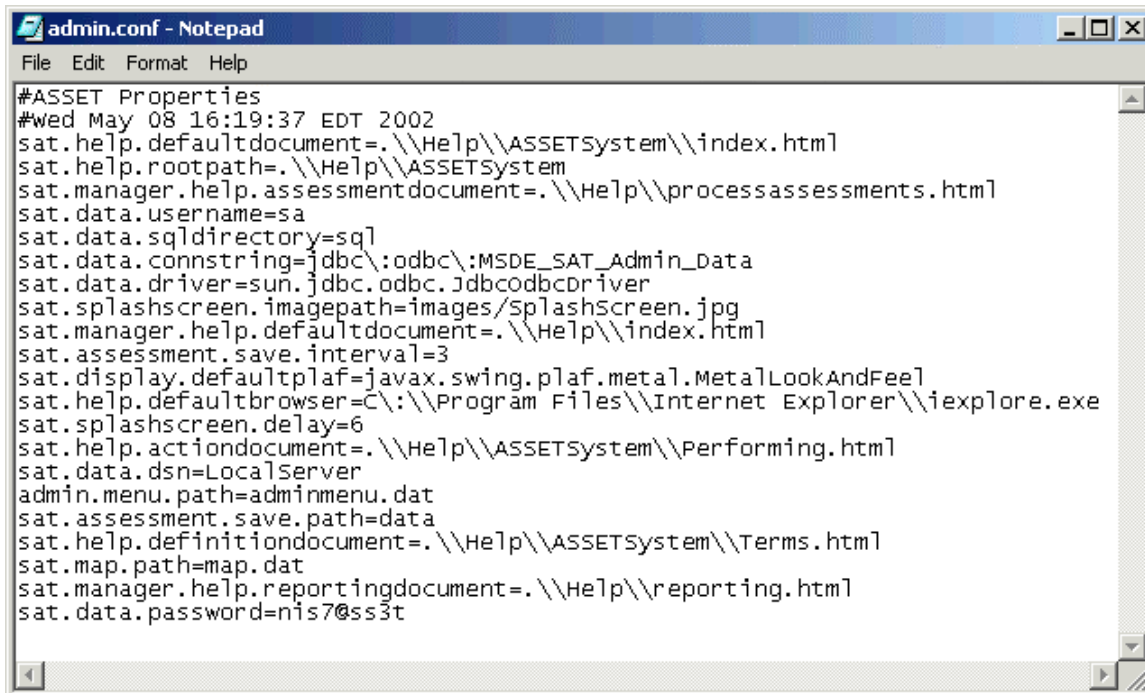 admin.conf - Notepad
File Edit Format Help
#ASSET Properties
#Wed May 08 16:19:37 EDT 2002
sat.help.defaultdocument=.\\Help\\ASSETSystem\\index.html
sat.help.rootpath=.\\Help\\ASSETSystem
sat.manager.help.assessmentdocument=.\\Help\\processassessments.html
sat.data.username=sa
sat.data.sqldirectory=sql
sat.data.connstring=jdbc\:odbc\:MSDE_SAT_Admin_Data
sat.data.driver=sun.jdbc.odbc.JdbcOdbcDriver
sat.splashscreen.imagepath=images/SplashScreen.jpg
sat.manager.help.defaultdocument=.\\Help\\index.html
sat.assessment.save.interval=3
sat.display.defaultplaf=javax.swing.plaf.metal.MetalLookAndFeel
sat.help.defaultbrowser=C\:\\Program Files\\Internet Explorer\\iexplore.exe
sat.splashscreen.delay=6
sat.help.actiondocument=.\\Help\\ASSETSystem\\Performing.html
sat.data.dsn=LocalServer
admin.menu.path=adminmenu.dat
sat.assessment.save.path=data
sat.help.definitiondocument=.\\Help\\ASSETSystem\\Terms.html
sat.map.path=map.dat
sat.manager.help.reportingdocument=.\\Help\\reporting.html
sat.data.password=nis7@ss3t